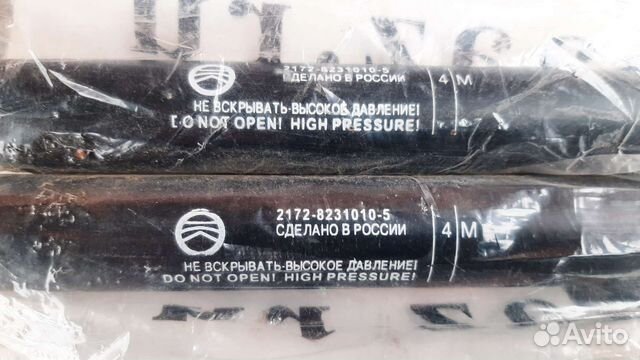 2172-8231010-5
СДЕЛАНО В РОССИИ
4 М
НЕ ВСКРЫВАТЬ-ВЫСОКОЕ ДАВЛЕНИЕ!
DO NOT OPEN! HIGH PRESSURE!
2172-8231010-5
СДЕЛАНО В РОССИИ
4 М
НЕ ВСКРЫВАТЬ-ВЫСОКОЕ ДАВЛЕНИЕ!
DO NOT OPEN! HIGH PRESSURE!
Avito